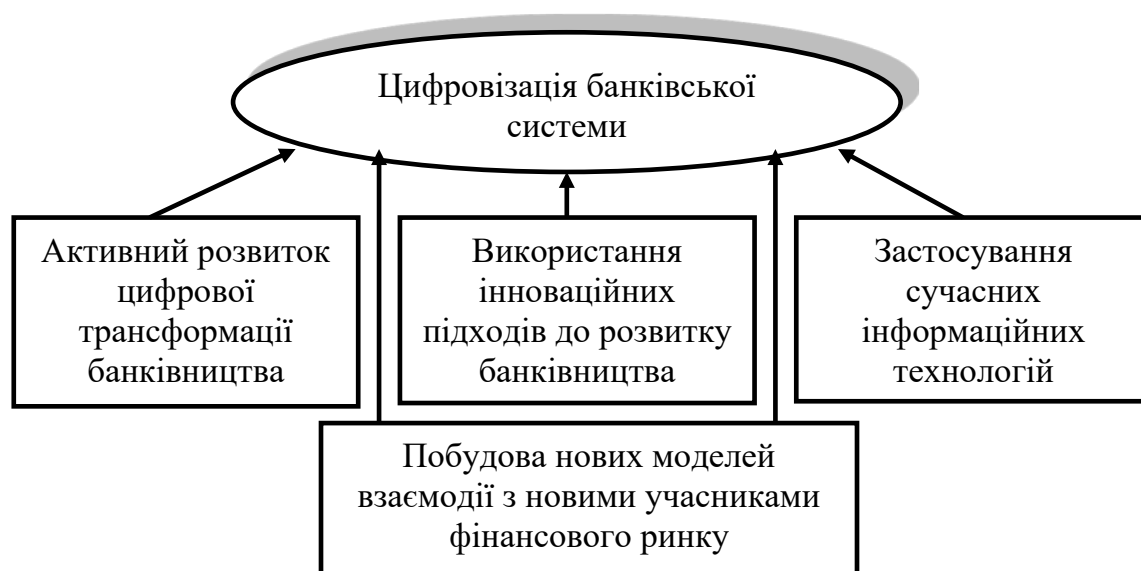 Цифровізація банківської
системи
Активний розвиток
цифрової
трансформації
банківництва
Використання
інноваційних
підходів до розвитку
банківництва
Застосування
сучасних
інформаційних
технологій
Побудова нових моделей
взаємодії з новими учасниками
фінансового ринку